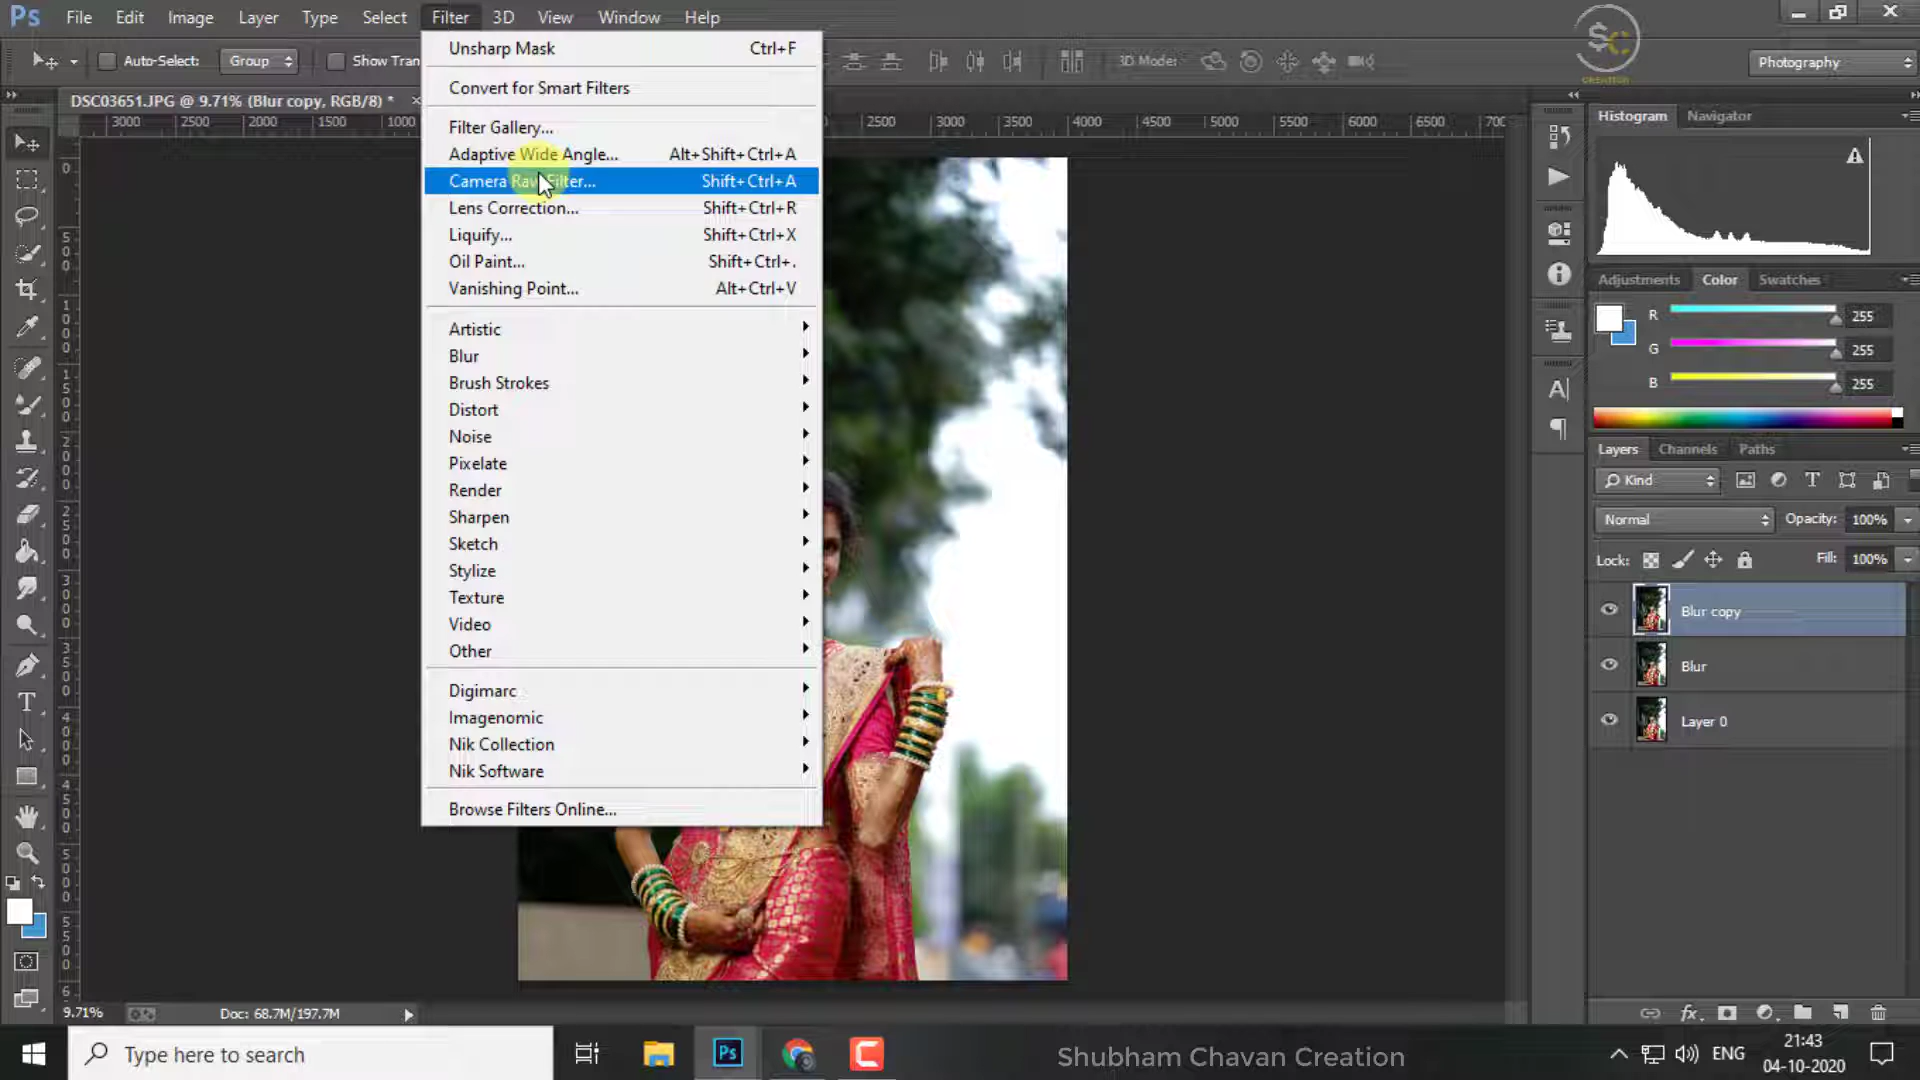 Ps File Edit Image Layer Type Select Filter 3D View Window Help
Auto-Select: Group Show Tran 3D Mode: Photography
SC
CREATION
DSC03651.JPG @ 9.71% (Blur copy, RGB/8) *
3000 2500 2000 1500 1000 2500 3000 3500 4000 4500 5000 5500 6000 6500
Unsharp Mask Ctrl+F
Convert for Smart Filters
Filter Gallery...
Adaptive Wide Angle... Alt+Shift+Ctrl+A
Camera Raw Filter... Shift+Ctrl+A
Lens Correction... Shift+Ctrl+R
Liquify... Shift+Ctrl+X
Oil Paint... Shift+Ctrl+.
Vanishing Point... Alt+Ctrl+V
Artistic
Blur
Brush Strokes
Distort
Noise
Pixelate
Render
Sharpen
Sketch
Stylize
Texture
Video
Other
Digimarc
Imagenomic
Nik Collection
Nik Software
Browse Filters Online...
Histogram Navigator
Adjustments Color Swatches
R 255
G 255
B 255
Layers Channels Paths
Kind
Normal Opacity: 100%
Lock: Fill: 100%
Blur copy
Blur
Layer 0
9.71% Doc: 68.7M/197.7M
Type here to search
Ps
Shubham Chavan Creation
ENG
21:43
04-10-2020